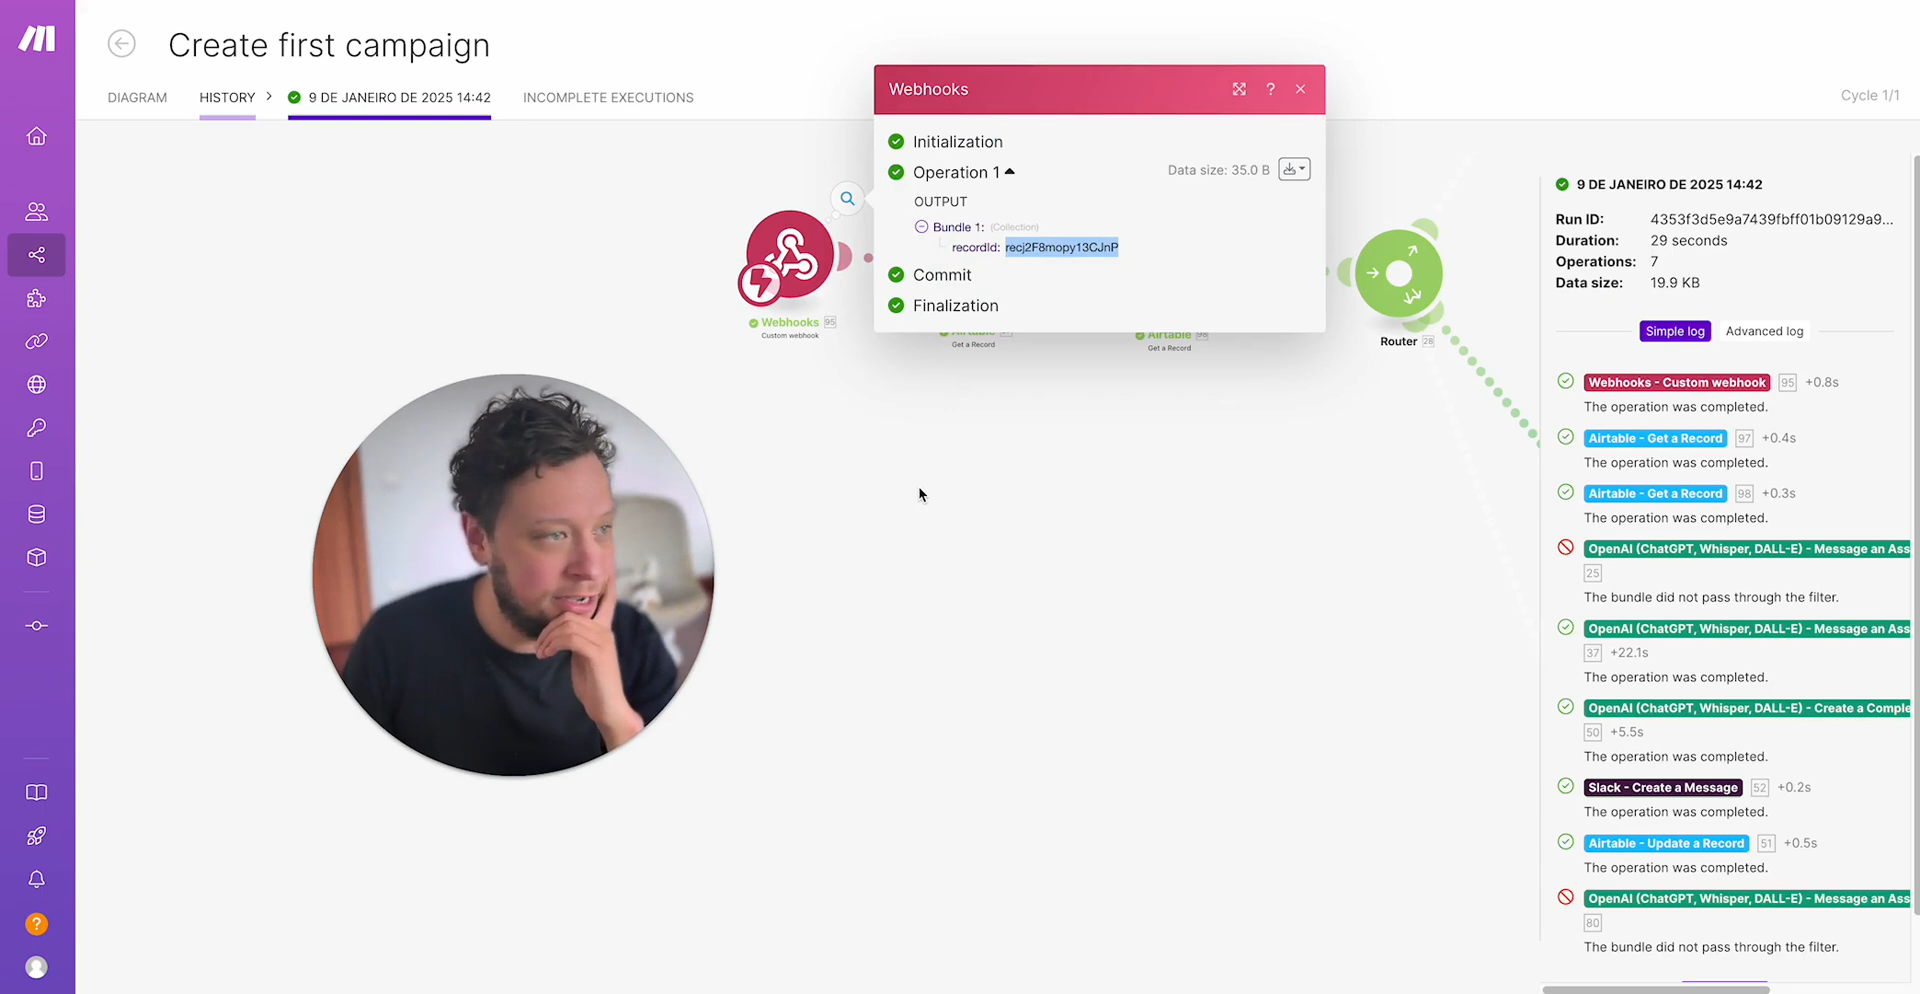 Create first campaign
DIAGRAM
HISTORY
9 DE JANEIRO DE 2025 14:42
INCOMPLETE EXECUTIONS
Cycle 1/1
Webhooks
?
Initialization
Operation 1
Data size: 35.0 B
OUTPUT
Bundle 1: (Collection)
recordId: recj2F8mopy13CJnP
Commit
Finalization
Webhooks 95
Custom webhook
Airtable
Get a Record
Airtable 98
Get a Record
Router 28
9 DE JANEIRO DE 2025 14:42
Run ID: 4353f3d5e9a7439fbff01b09129a9...
Duration: 29 seconds
Operations: 7
Data size: 19.9 KB
Simple log
Advanced log
Webhooks - Custom webhook 95 +0.8s
The operation was completed.
Airtable - Get a Record 97 +0.4s
The operation was completed.
Airtable - Get a Record 98 +0.3s
The operation was completed.
OpenAI (ChatGPT, Whisper, DALL-E) - Message an Ass
25
The bundle did not pass through the filter.
OpenAI (ChatGPT, Whisper, DALL-E) - Message an Ass
37 +22.1s
The operation was completed.
OpenAI (ChatGPT, Whisper, DALL-E) - Create a Comple
50 +5.5s
The operation was completed.
Slack - Create a Message 52 +0.2s
The operation was completed.
Airtable - Update a Record 51 +0.5s
The operation was completed.
OpenAI (ChatGPT, Whisper, DALL-E) - Message an Ass
80
The bundle did not pass through the filter.
?